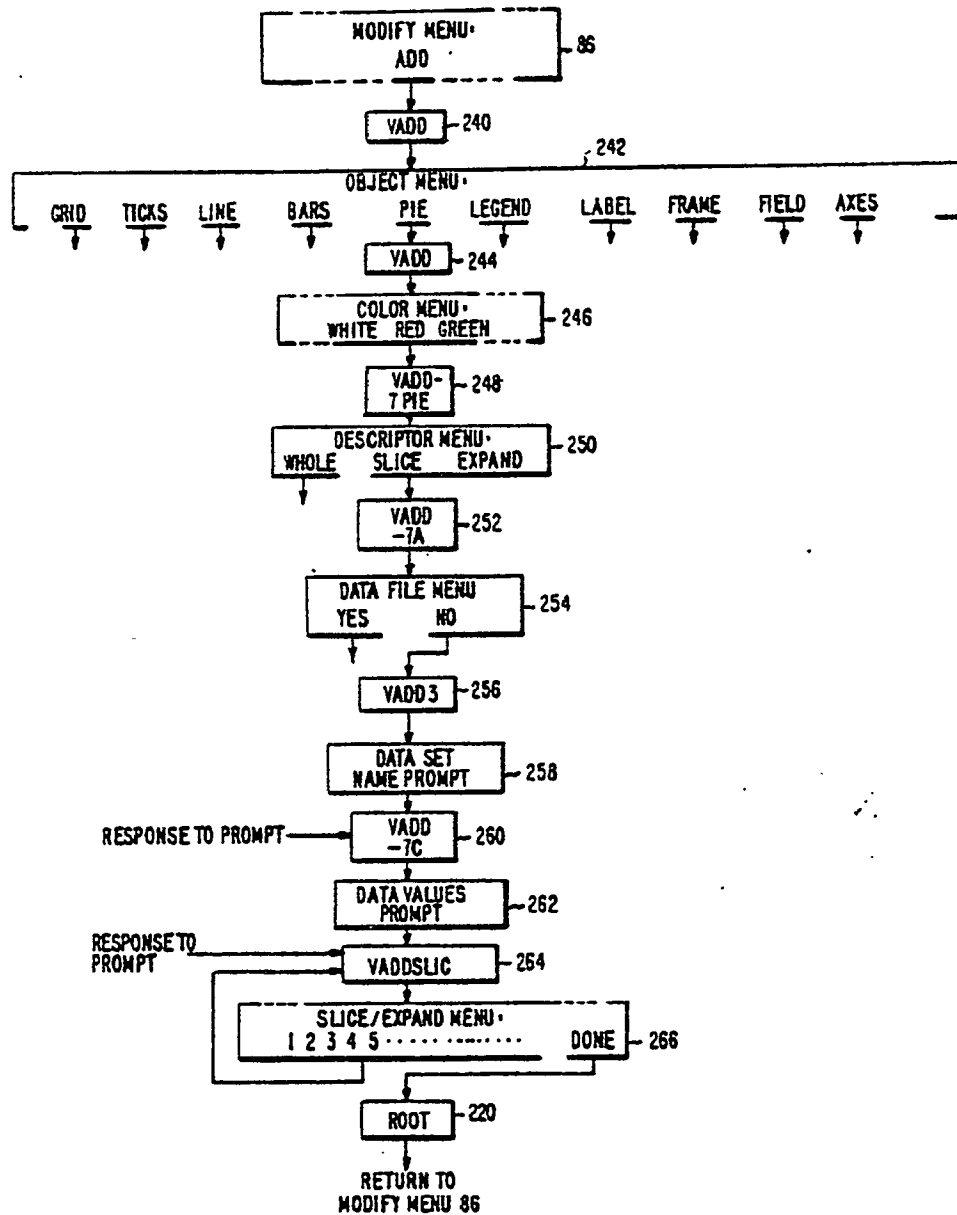 MODIFY MENU:
ADD
86
VADD
240
242
OBJECT MENU:
GRID TICKS LINE BARS PIE LEGEND LABEL FRAME FIELD AXES
VADD
244
COLOR MENU:
WHITE RED GREEN
246
VADD-
7 PIE
248
DESCRIPTOR MENU:
WHOLE SLICE EXPAND
250
VADD
-7A
252
DATA FILE MENU
YES NO
254
VADD3
256
DATA SET
NAME PROMPT
258
RESPONSE TO PROMPT
VADD
-7C
260
DATA VALUES
PROMPT
262
RESPONSE TO
PROMPT
VADDSLIC
264
SLICE/EXPAND MENU:
1 2 3 4 5 ............... DONE
266
ROOT
220
RETURN TO
MODIFY MENU 86